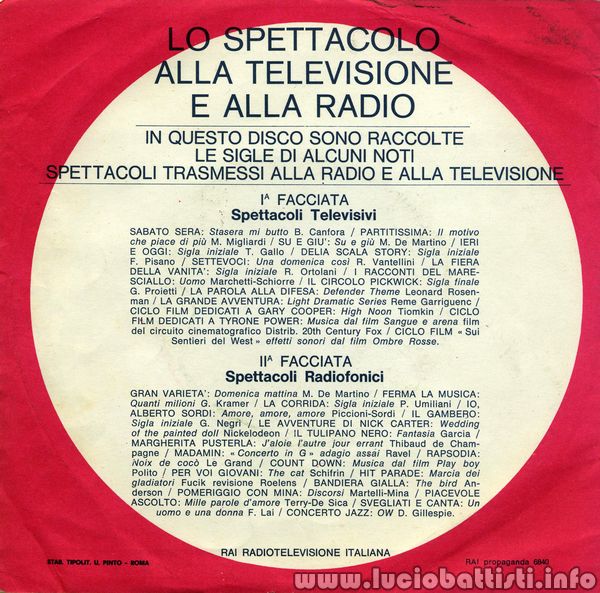 LO SPETTACOLO
ALLA TELEVISIONE
E ALLA RADIO
IN QUESTO DISCO SONO RACCOLTE
LE SIGLE DI ALCUNI NOTI
SPETTACOLI TRASMESSI ALLA RADIO E ALLA TELEVISIONE
Iᴬ FACCIATA
Spettacoli Televisivi
SABATO SERA: Stasera mi butto B. Canfora / PARTITISSIMA: Il motivo
che piace di più M. Migliardi / SU E GIU': Su e giù M. De Martino / IERI
E OGGI: Sigla iniziale T. Gallo / DELIA SCALA STORY: Sigla iniziale
F. Pisano / SETTEVOCI: Una domenica così R. Vantellini / LA FIERA
DELLA VANITA': Sigla iniziale R. Ortolani / I RACCONTI DEL MARE-
SCIALLO: Uomo Marchetti-Schiorre / IL CIRCOLO PICKWICK: Sigla finale
G. Proietti / LA PAROLA ALLA DIFESA: Defender Theme Leonard Rosen-
man / LA GRANDE AVVENTURA: Light Dramatic Series Reme Garriguenc /
CICLO FILM DEDICATI A GARY COOPER: High Noon Tiomkin / CICLO
FILM DEDICATI A TYRONE POWER: Musica dal film Sangue e arena film
del circuito cinematografico Distrib. 20th Century Fox / CICLO FILM « Sui
Sentieri del West » effetti sonori dal film Ombre Rosse.
IIᴬ FACCIATA
Spettacoli Radiofonici
GRAN VARIETA': Domenica mattina M. De Martino / FERMA LA MUSICA:
Quanti milioni G. Kramer / LA CORRIDA: Sigla iniziale P. Umiliani / IO,
ALBERTO SORDI: Amore, amore, amore Piccioni-Sordi / IL GAMBERO:
Sigla iniziale G. Negri / LE AVVENTURE DI NICK CARTER: Wedding
of the painted doll Nickelodeon / IL TULIPANO NERO: Fantasia Garcia /
MARGHERITA PUSTERLA: J'aloie l'autre jour errant Thibaud de Cham-
pagne / MADAMIN: « Concerto in G » adagio assai Ravel / RAPSODIA:
Noix de cocò Le Grand / COUNT DOWN: Musica dal film Play boy
Polito / PER VOI GIOVANI: The cat Schifrin / HIT PARADE: Marcia dei
gladiatori Fucik revisione Roelens / BANDIERA GIALLA: The bird An-
derson / POMERIGGIO CON MINA: Discorsi Martelli-Mina / PIACEVOLE
ASCOLTO: Mille parole d'amore Terry-De Sica / SVEGLIATI E CANTA: Un
uomo e una donna F. Lai / CONCERTO JAZZ: OW D. Gillespie.
RAI RADIOTELEVISIONE ITALIANA
STAB. TIPOLIT. U. PINTO - ROMA
RAI propaganda 6840
www.luciobattisti.info